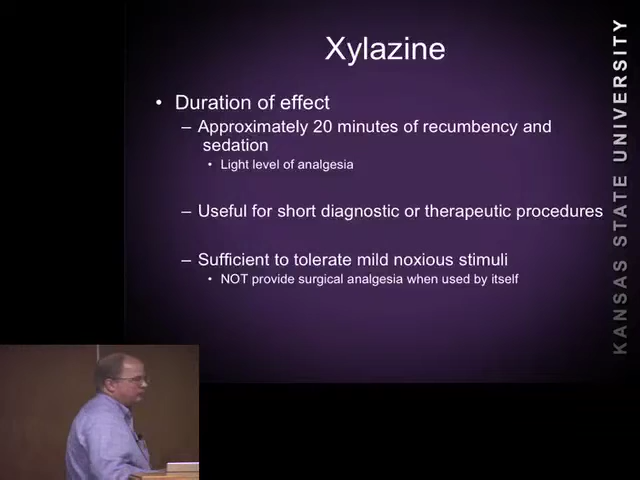 Xylazine
• Duration of effect
– Approximately 20 minutes of recumbency and
sedation
• Light level of analgesia
– Useful for short diagnostic or therapeutic procedures
– Sufficient to tolerate mild noxious stimuli
• NOT provide surgical analgesia when used by itself
KANSAS STATE UNIVERSITY